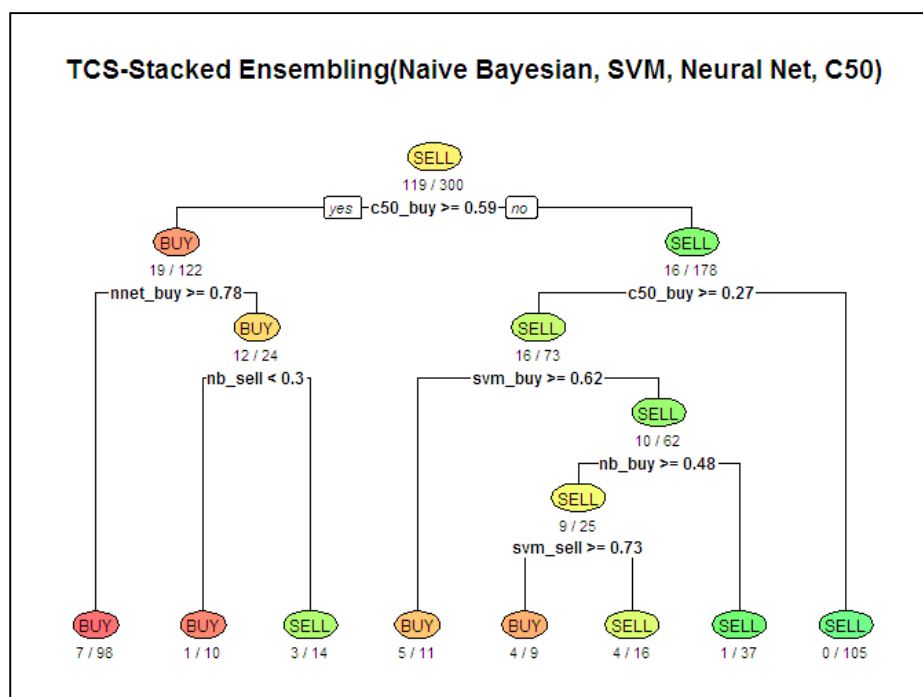 TCS-Stacked Ensembling(Naive Bayesian, SVM, Neural Net, C50)
SELL
119 / 300
yes c50_buy >= 0.59 no
BUY SELL
19 / 122 16 / 178
nnet_buy >= 0.78 c50_buy >= 0.27
BUY SELL
12 / 24 16 / 73
nb_sell < 0.3 svm_buy >= 0.62
SELL
10 / 62
nb_buy >= 0.48
SELL
9 / 25
svm_sell >= 0.73
BUY BUY SELL BUY BUY SELL SELL SELL
7 / 98 1 / 10 3 / 14 5 / 11 4 / 9 4 / 16 1 / 37 0 / 105